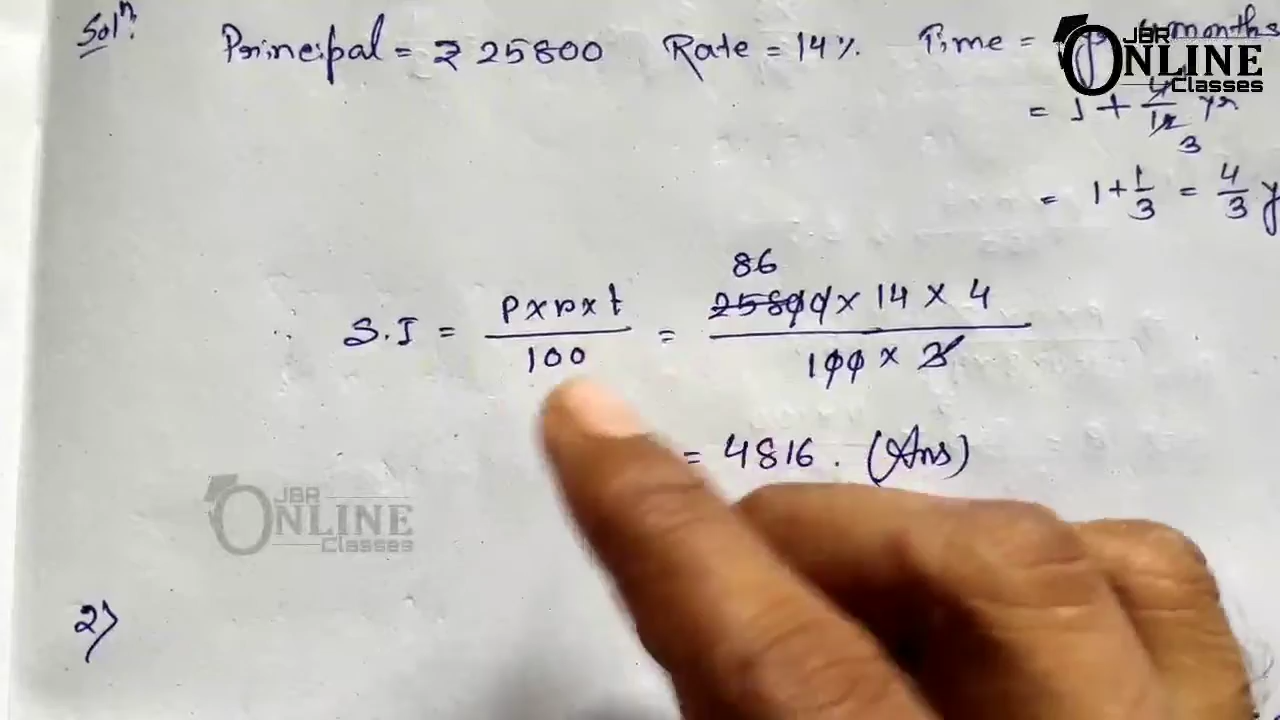 Solⁿ:
Principal = ₹ 25800 Rate = 14% Time = months
JBR ONLINE Classes
= 1 + 4/12 yr
3
= 1 + 1/3 = 4/3 y
86
S.I = P×r×t/100 = 25800 × 14 × 4/100 × 3
= 4816. (Ans)
JBR ONLINE Classes
2)